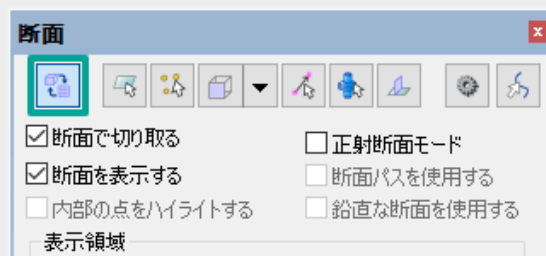 断面
断面で切り取る
正射断面モード
断面を表示する
断面パスを使用する
内部の点をハイライトする
鉛直な断面を使用する
表示領域